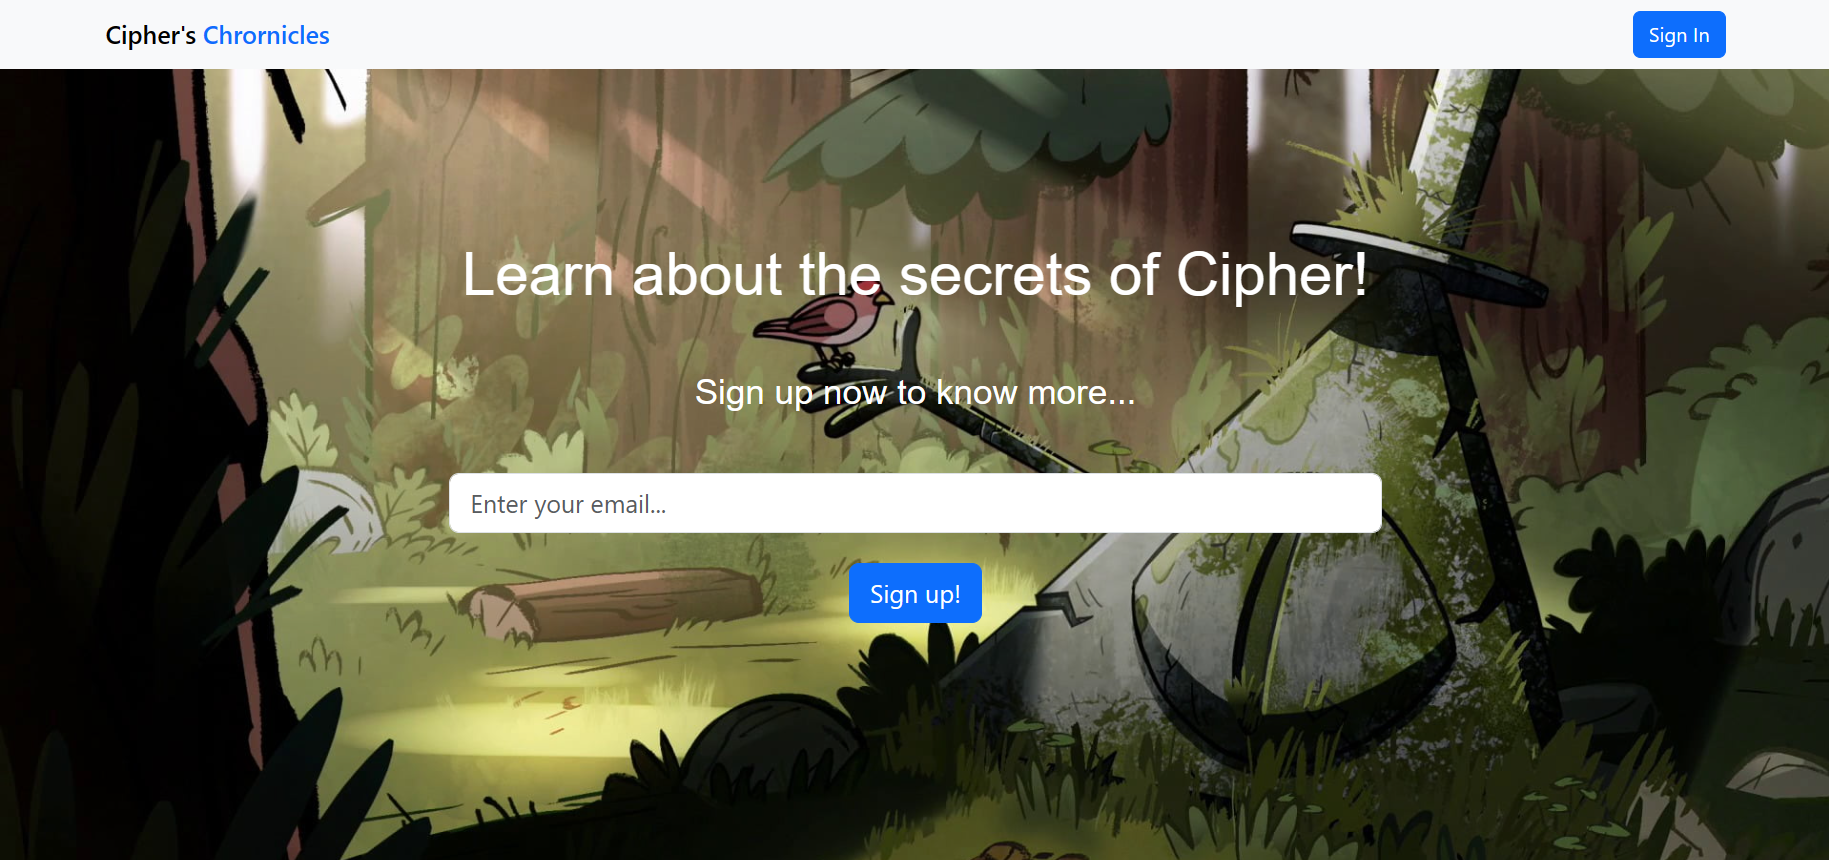 Cipher's Chrornicles
Sign In
Learn about the secrets of Cipher!
Sign up now to know more...
Enter your email...
Sign up!